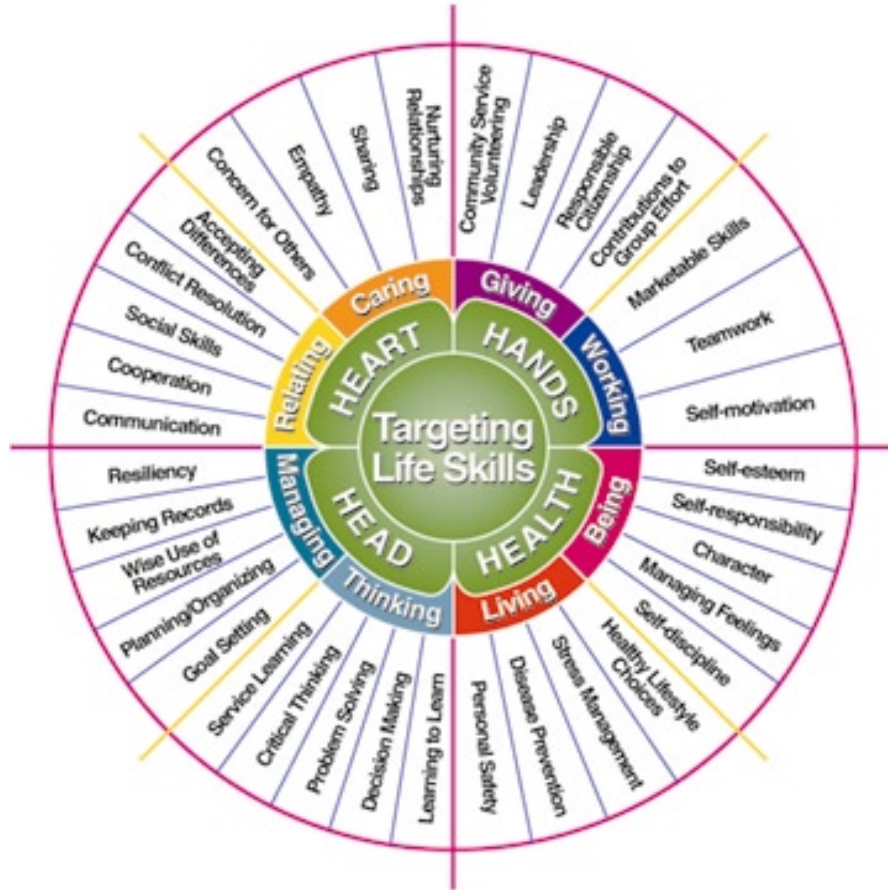 Targeting
Life Skills
HEART
HANDS
HEALTH
HEAD
Caring
Giving
Working
Being
Living
Thinking
Managing
Relating
Nurturing
Relationships
Sharing
Empathy
Concern for Others
Accepting
Differences
Conflict Resolution
Social Skills
Cooperation
Communication
Community Service
Volunteering
Leadership
Responsible
Citizenship
Contributions to
Group Effort
Marketable Skills
Teamwork
Self-motivation
Self-esteem
Self-responsibility
Character
Managing Feelings
Self-discipline
Healthy Lifestyle
Choices
Stress Management
Disease Prevention
Personal Safety
Learning to Learn
Decision Making
Problem Solving
Critical Thinking
Service Learning
Goal Setting
Planning/Organizing
Wise Use of
Resources
Keeping Records
Resiliency